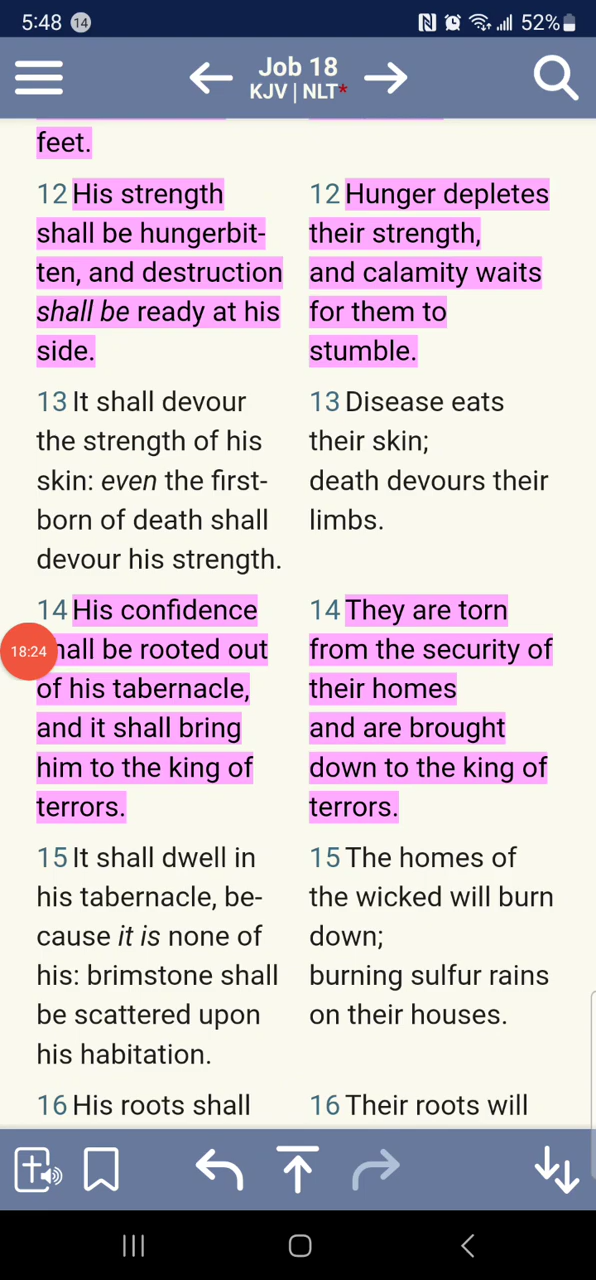 5:48 14 52%
Job 18
KJV | NLT*
feet.
12 His strength
shall be hungerbit-
ten, and destruction
shall be ready at his
side.
13 It shall devour
the strength of his
skin: even the first-
born of death shall
devour his strength.
14 His confidence
18:24
hall be rooted out
of his tabernacle,
and it shall bring
him to the king of
terrors.
15 It shall dwell in
his tabernacle, be-
cause it is none of
his: brimstone shall
be scattered upon
his habitation.
16 His roots shall
12 Hunger depletes
their strength,
and calamity waits
for them to
stumble.
13 Disease eats
their skin;
death devours their
limbs.
14 They are torn
from the security of
their homes
and are brought
down to the king of
terrors.
15 The homes of
the wicked will burn
down;
burning sulfur rains
on their houses.
16 Their roots will